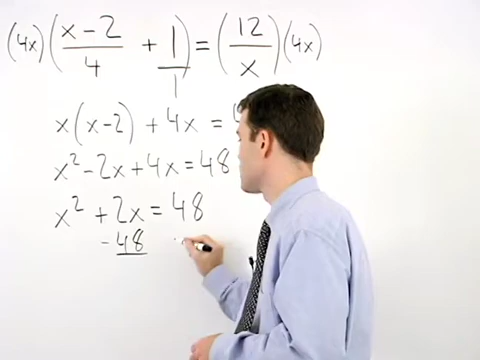 (4x)((x-2)/4 + 1/1) = (12/x)(4x)
x(x-2) + 4x =
x² - 2x + 4x = 48
x² + 2x = 48
-48